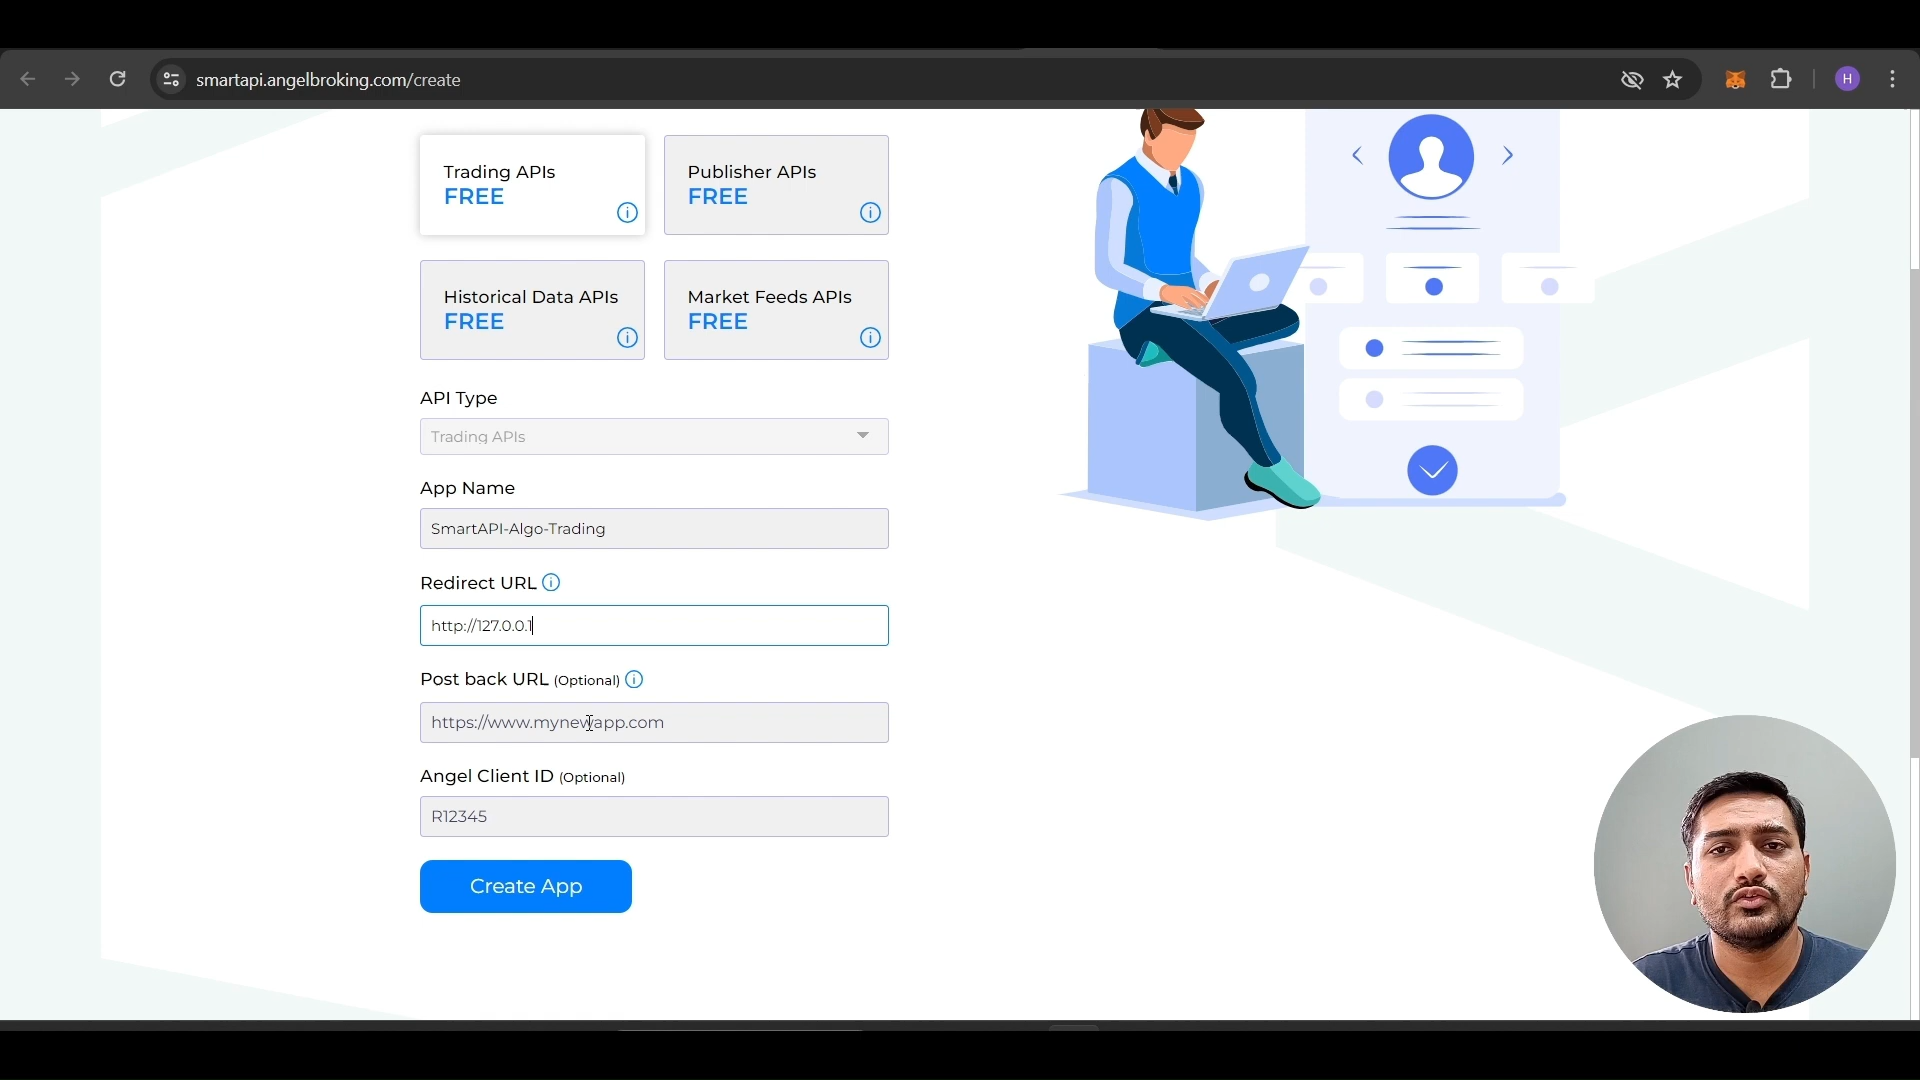 smartapi.angelbroking.com/create
H
Trading APIs
FREE
Publisher APIs
FREE
Historical Data APIs
FREE
Market Feeds APIs
FREE
API Type
Trading APIs
App Name
SmartAPI-Algo-Trading
Redirect URL
http://127.0.0.1
Post back URL (Optional)
https://www.mynewapp.com
Angel Client ID (Optional)
R12345
Create App